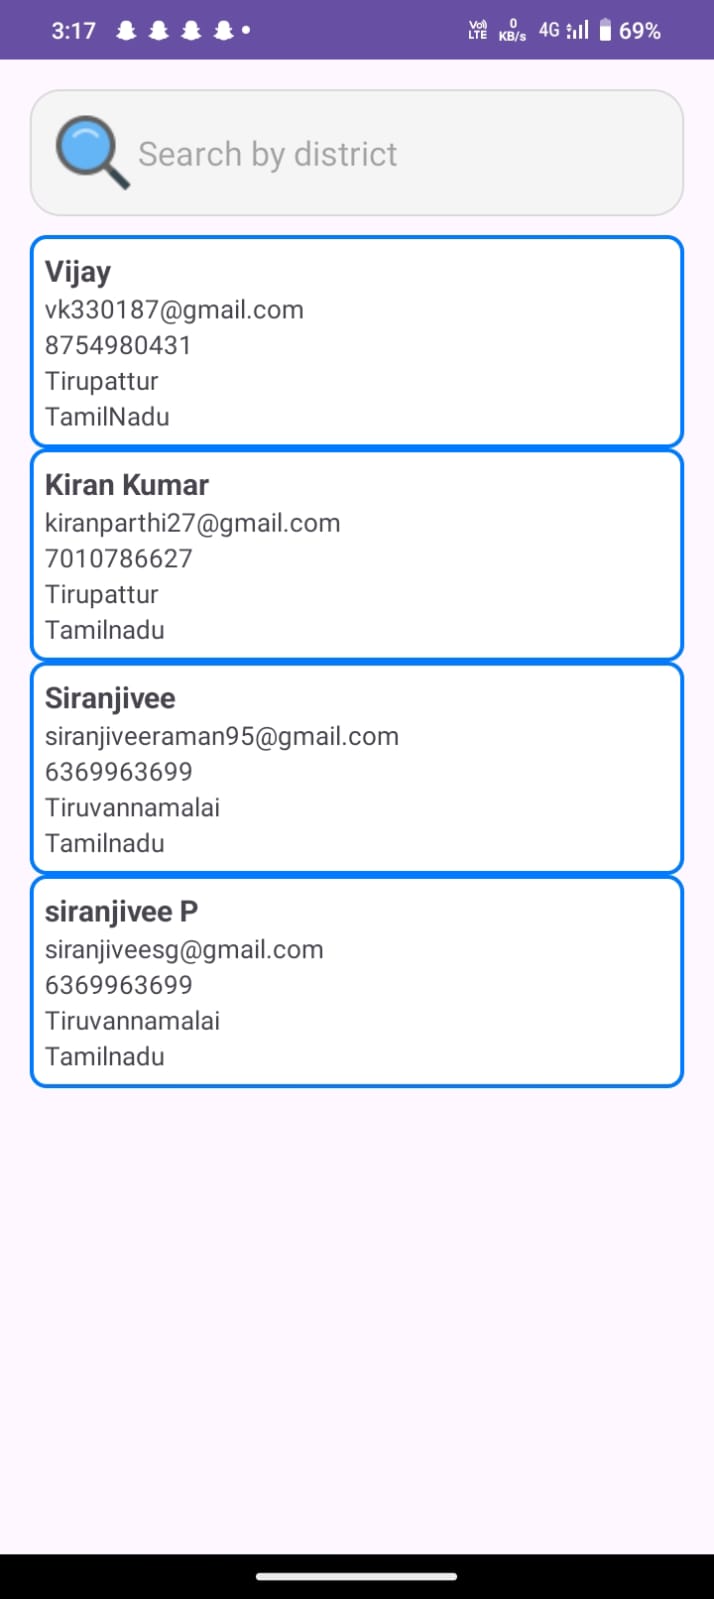 3:17
Vo) LTE 0 KB/s 4G 69%
Search by district
Vijay
vk330187@gmail.com
8754980431
Tirupattur
TamilNadu
Kiran Kumar
kiranparthi27@gmail.com
7010786627
Tirupattur
Tamilnadu
Siranjivee
siranjiveeraman95@gmail.com
6369963699
Tiruvannamalai
Tamilnadu
siranjivee P
siranjiveesg@gmail.com
6369963699
Tiruvannamalai
Tamilnadu